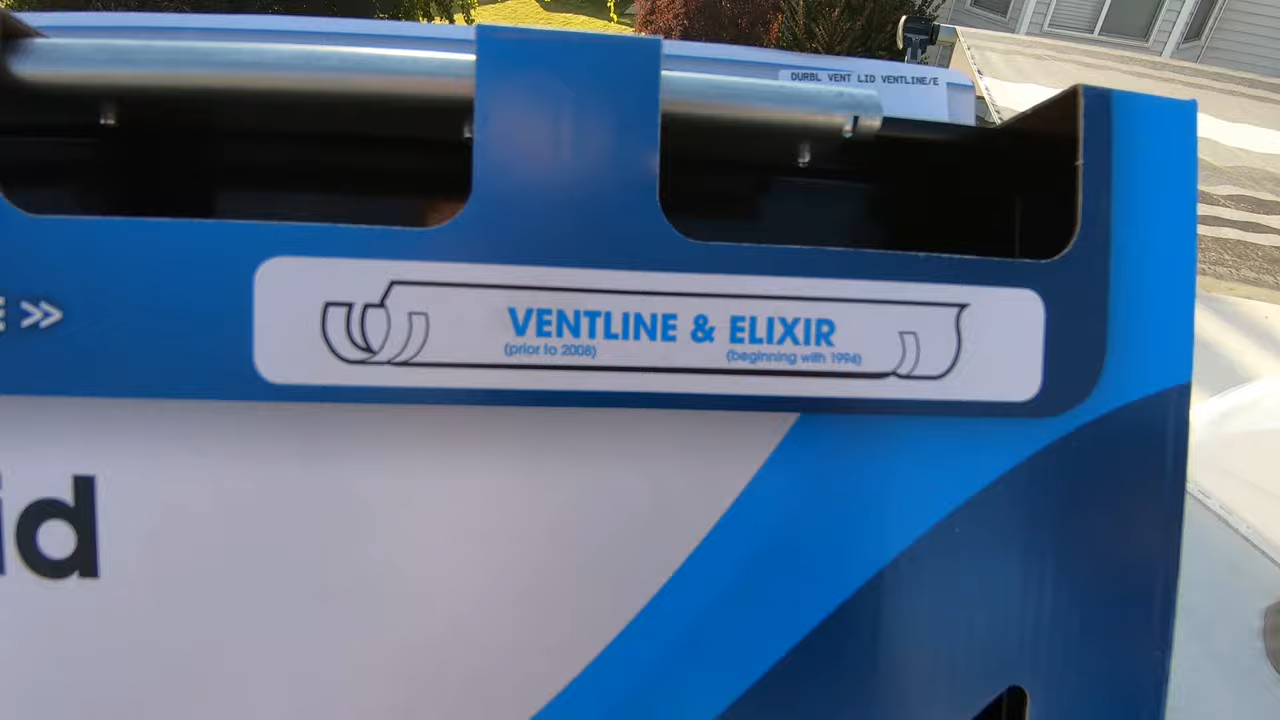 DURBL VENT LID VENTLINE/E
VENTLINE & ELIXIR
(prior to 2008) (beginning with 1994)
id